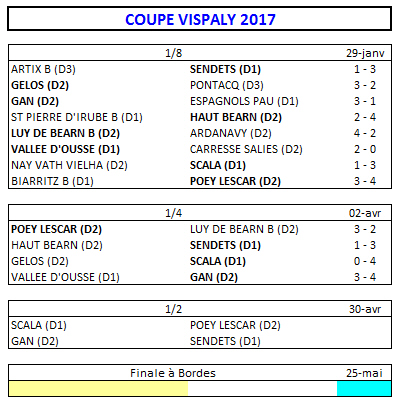 COUPE VISPALY 2017
1/8 29-janv
ARTIX B (D3) SENDETS (D1) 1 - 3
GELOS (D2) PONTACQ (D3) 3 - 2
GAN (D2) ESPAGNOLS PAU (D1) 3 - 1
ST PIERRE D'IRUBE B (D1) HAUT BEARN (D2) 2 - 4
LUY DE BEARN B (D2) ARDANAVY (D2) 4 - 2
VALLEE D'OUSSE (D1) CARRESSE SALIES (D2) 2 - 0
NAY VATH VIELHA (D2) SCALA (D1) 1 - 3
BIARRITZ B (D1) POEY LESCAR (D2) 3 - 4
1/4 02-avr
POEY LESCAR (D2) LUY DE BEARN B (D2) 3 - 2
HAUT BEARN (D2) SENDETS (D1) 1 - 3
GELOS (D2) SCALA (D1) 0 - 4
VALLEE D'OUSSE (D1) GAN (D2) 3 - 4
1/2 30-avr
SCALA (D1) POEY LESCAR (D2)
GAN (D2) SENDETS (D1)
Finale à Bordes 25-mai